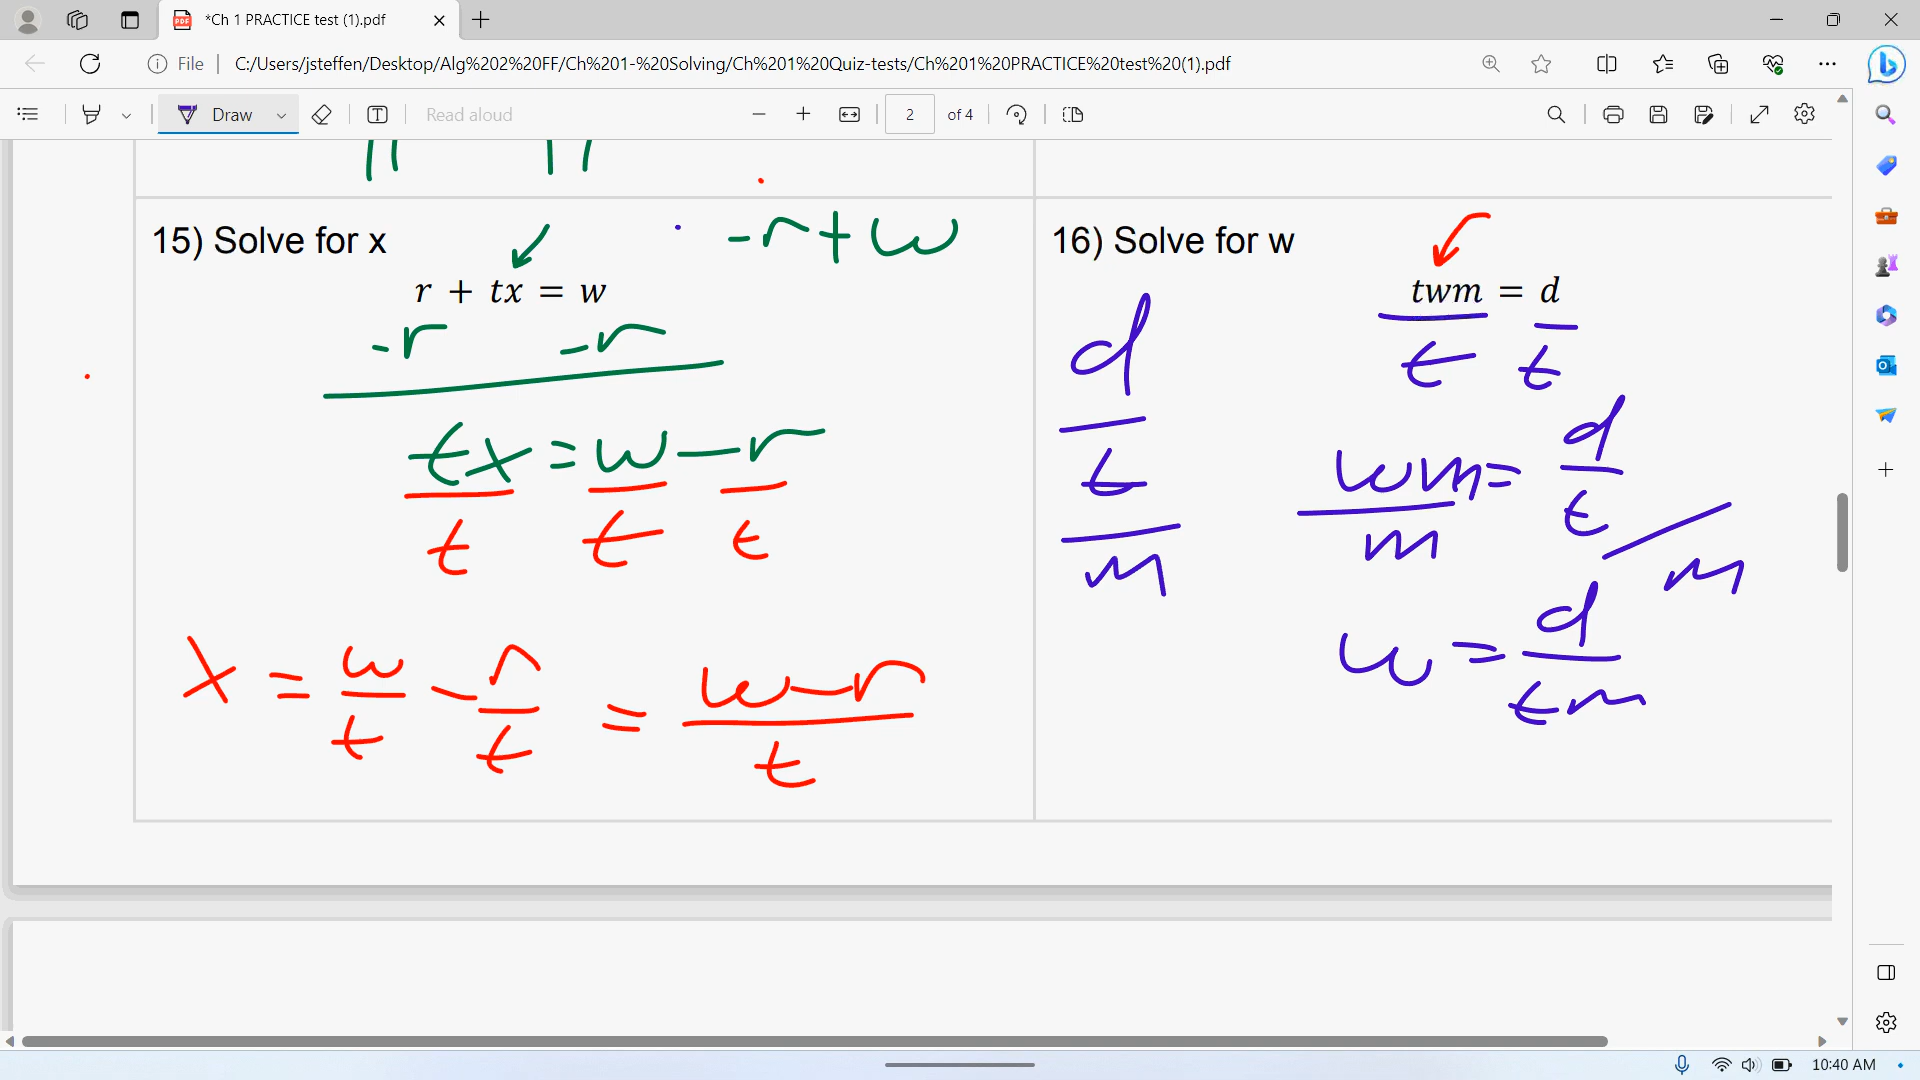 *Ch 1 PRACTICE test (1).pdf
File
C:/Users/jsteffen/Desktop/Alg%202%20FF/Ch%201-%20Solving/Ch%201%20Quiz-tests/Ch%201%20PRACTICE%20test%20(1).pdf
Draw
Read aloud
2 of 4
15) Solve for x
-r+w
r + tx = w
-r -r
tx = w - r
t t t
x = w/t - r/t = w-r/t
16) Solve for w
twm = d
t t
d/t/m
wm = d/t
m / m
w = d/tm
10:40 AM